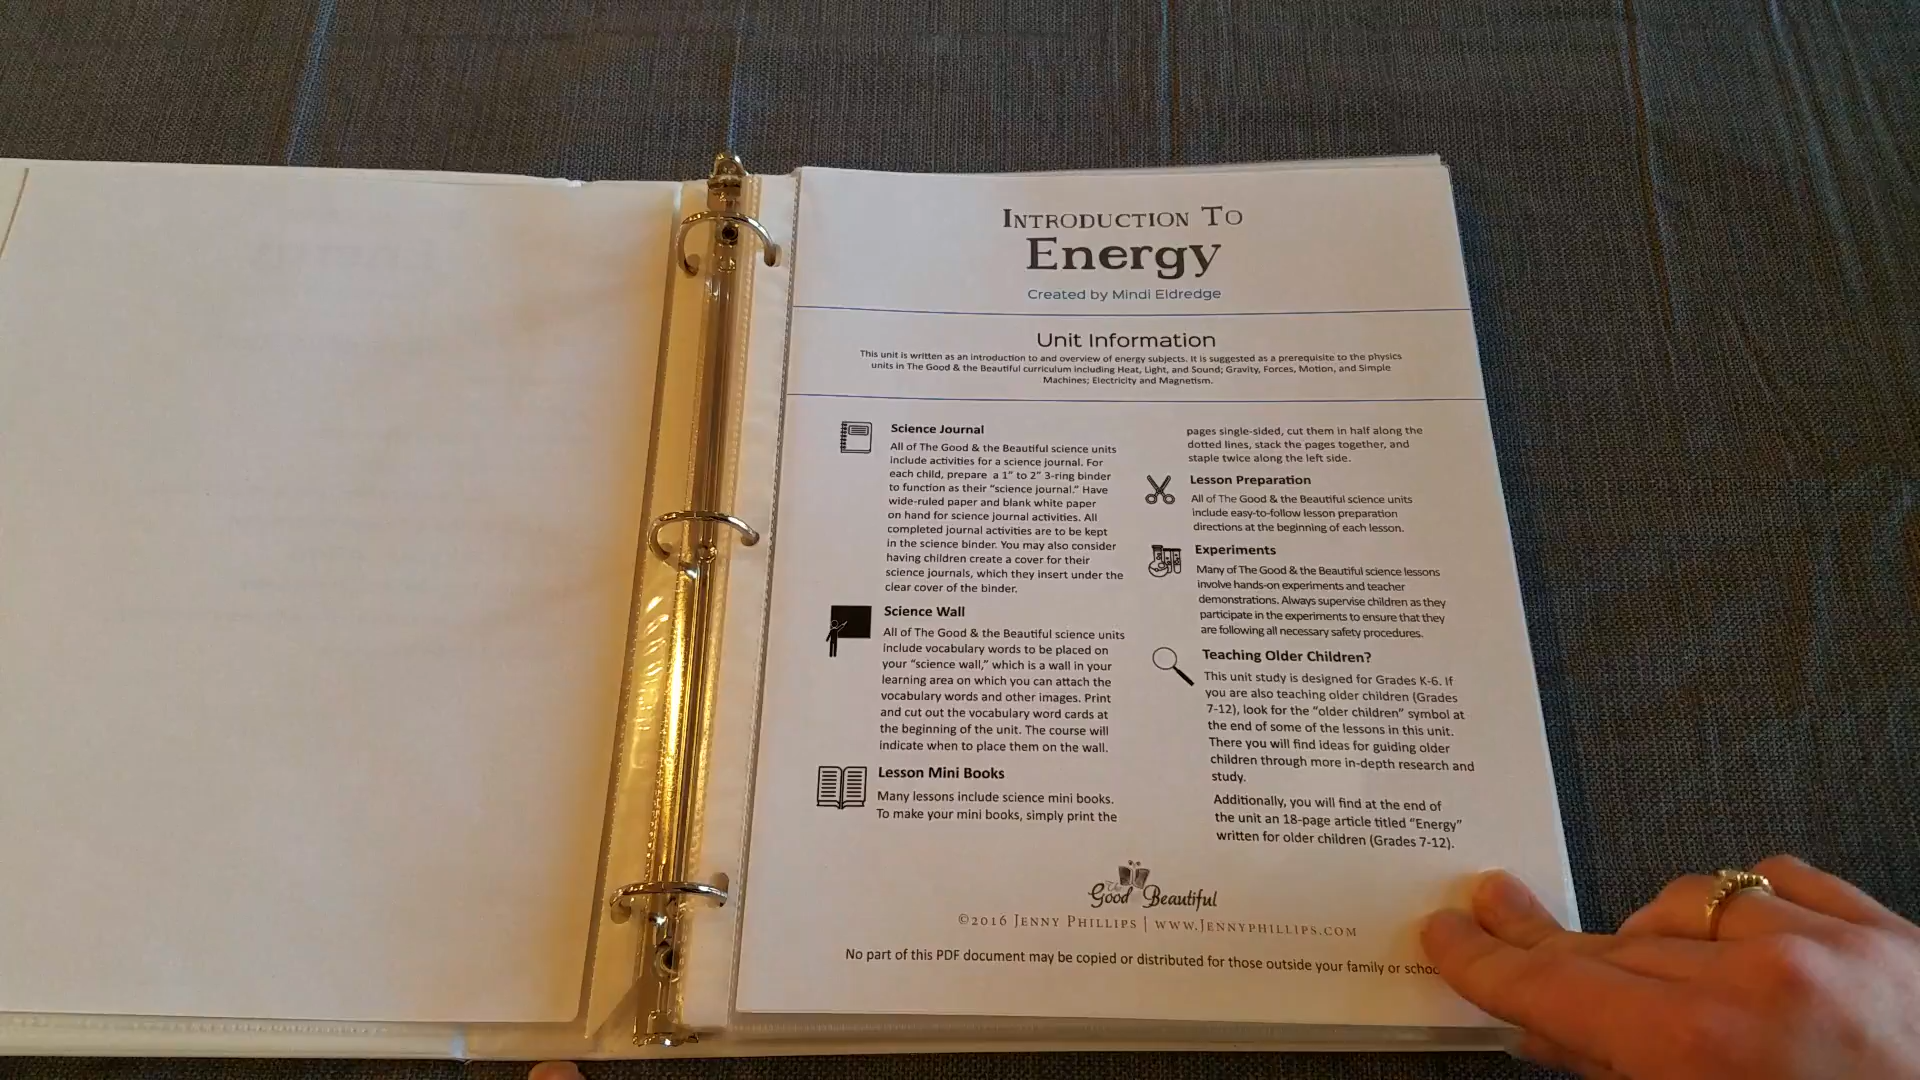 INTRODUCTION TO
Energy
Created by Mindi Eldredge
Unit Information
This unit is written as an introduction to and overview of energy subjects. It is suggested as a prerequisite to the physics
units in The Good & the Beautiful curriculum including Heat, Light, and Sound; Gravity, Forces, Motion, and Simple
Machines; Electricity and Magnetism.
Science Journal
All of The Good & the Beautiful science units
include activities for a science journal. For
each child, prepare a 1" to 2" 3-ring binder
to function as their "science journal." Have
wide-ruled paper and blank white paper
on hand for science journal activities. All
completed journal activities are to be kept
in the science binder. You may also consider
having children create a cover for their
science journals, which they insert under the
clear cover of the binder.
Science Wall
All of The Good & the Beautiful science units
include vocabulary words to be placed on
your "science wall," which is a wall in your
learning area on which you can attach the
vocabulary words and other images. Print
and cut out the vocabulary word cards at
the beginning of the unit. The course will
indicate when to place them on the wall.
Lesson Mini Books
Many lessons include science mini books.
To make your mini books, simply print the
pages single-sided, cut them in half along the
dotted lines, stack the pages together, and
staple twice along the left side.
Lesson Preparation
All of The Good & the Beautiful science units
include easy-to-follow lesson preparation
directions at the beginning of each lesson.
Experiments
Many of The Good & the Beautiful science lessons
involve hands-on experiments and teacher
demonstrations. Always supervise children as they
participate in the experiments to ensure that they
are following all necessary safety procedures.
Teaching Older Children?
This unit study is designed for Grades K-6. If
you are also teaching older children (Grades
7-12), look for the "older children" symbol at
the end of some of the lessons in this unit.
There you will find ideas for guiding older
children through more in-depth research and
study.
Additionally, you will find at the end of
the unit an 18-page article titled "Energy"
written for older children (Grades 7-12).
The Good Beautiful
©2016 JENNY PHILLIPS | WWW.JENNYPHILLIPS.COM
No part of this PDF document may be copied or distributed for those outside your family or schoo